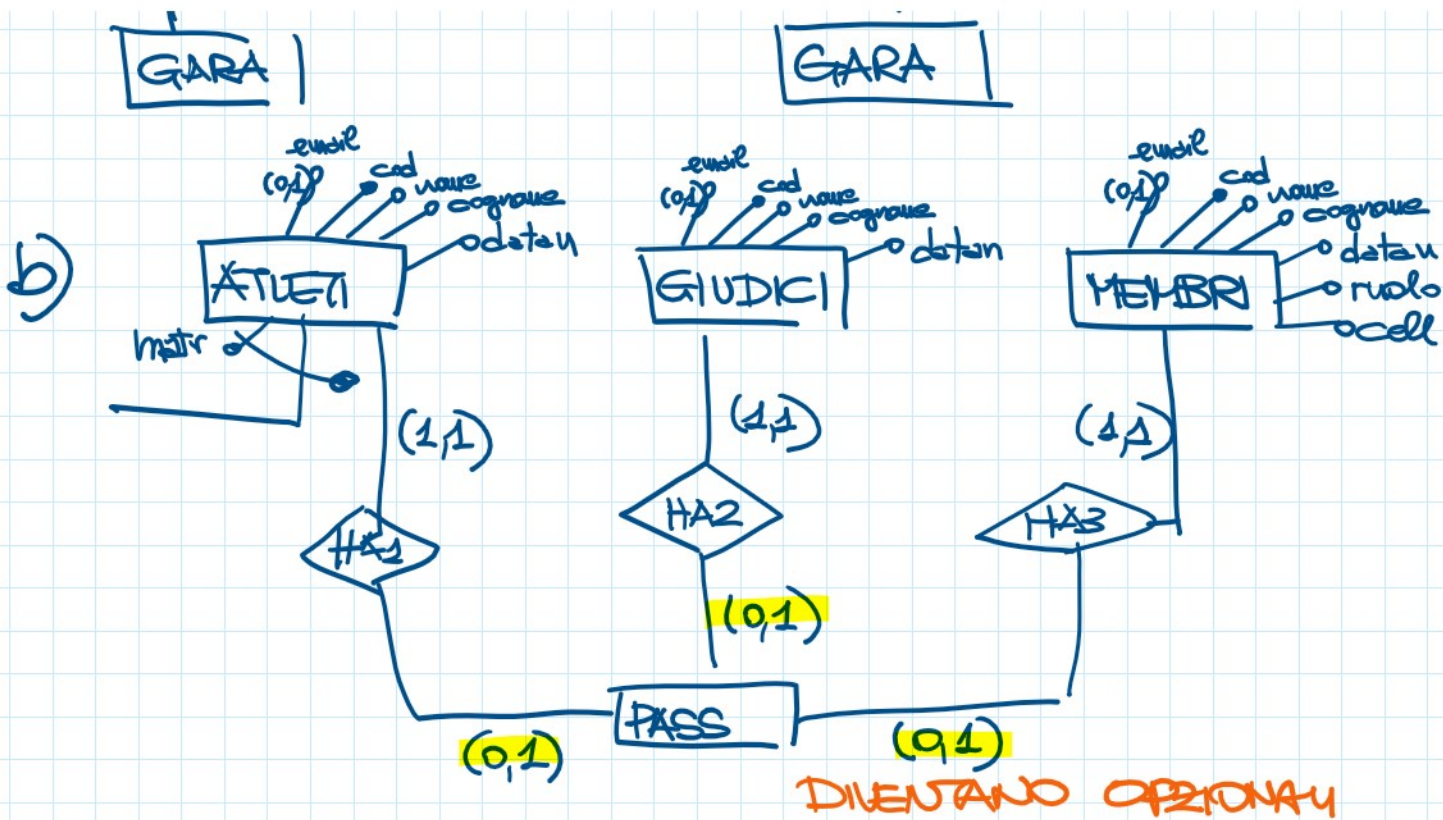 GARA
GARA
b)
email
(0,1)
cod
nome
cognome
datan
ATLETI
matr
(1,1)
HA1
(0,1)
email
(0,1)
cod
nome
cognome
datan
GIUDICI
(1,1)
HA2
(0,1)
email
(0,1)
cod
nome
cognome
datan
ruolo
cell
MEMBRI
(1,1)
HA3
(0,1)
PASS
DIVENTANO OPZIONALI